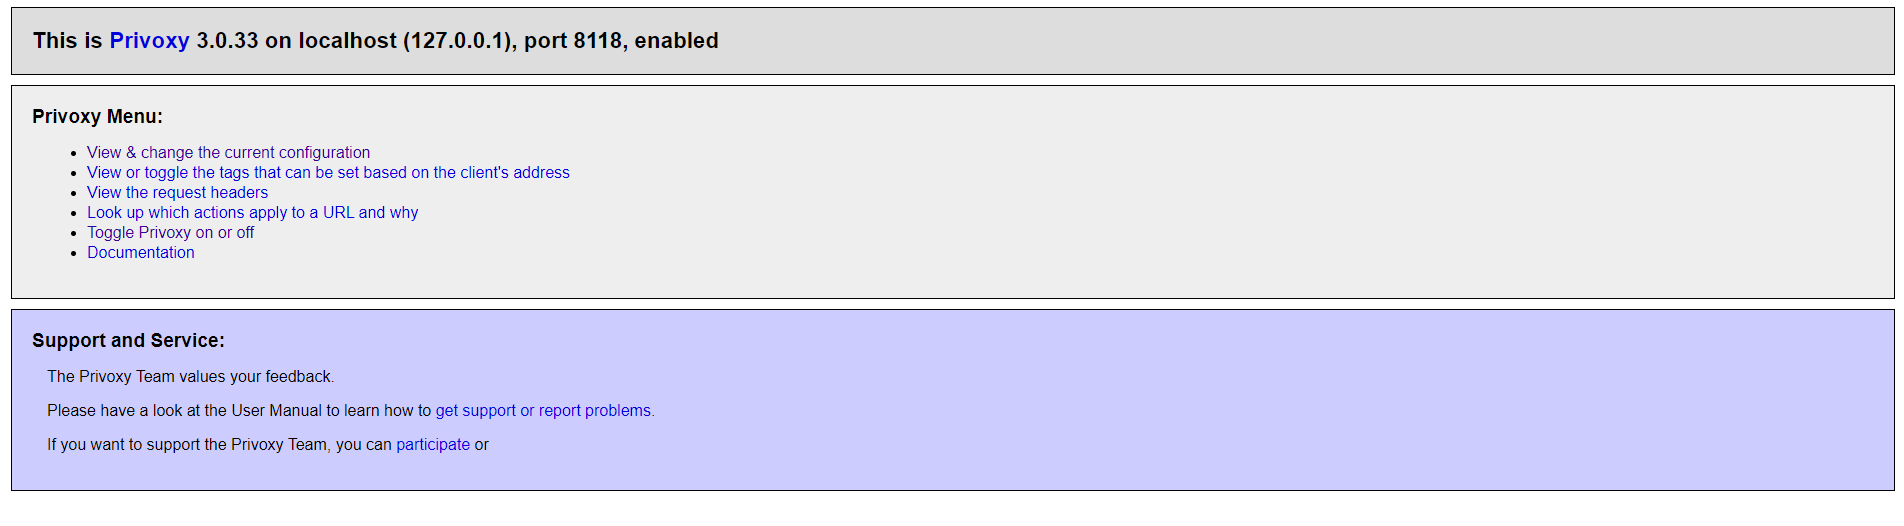 This is Privoxy 3.0.33 on localhost (127.0.0.1), port 8118, enabled
Privoxy Menu:
• View & change the current configuration
• View or toggle the tags that can be set based on the client's address
• View the request headers
• Look up which actions apply to a URL and why
• Toggle Privoxy on or off
• Documentation
Support and Service:
The Privoxy Team values your feedback.
Please have a look at the User Manual to learn how to get support or report problems.
If you want to support the Privoxy Team, you can participate or